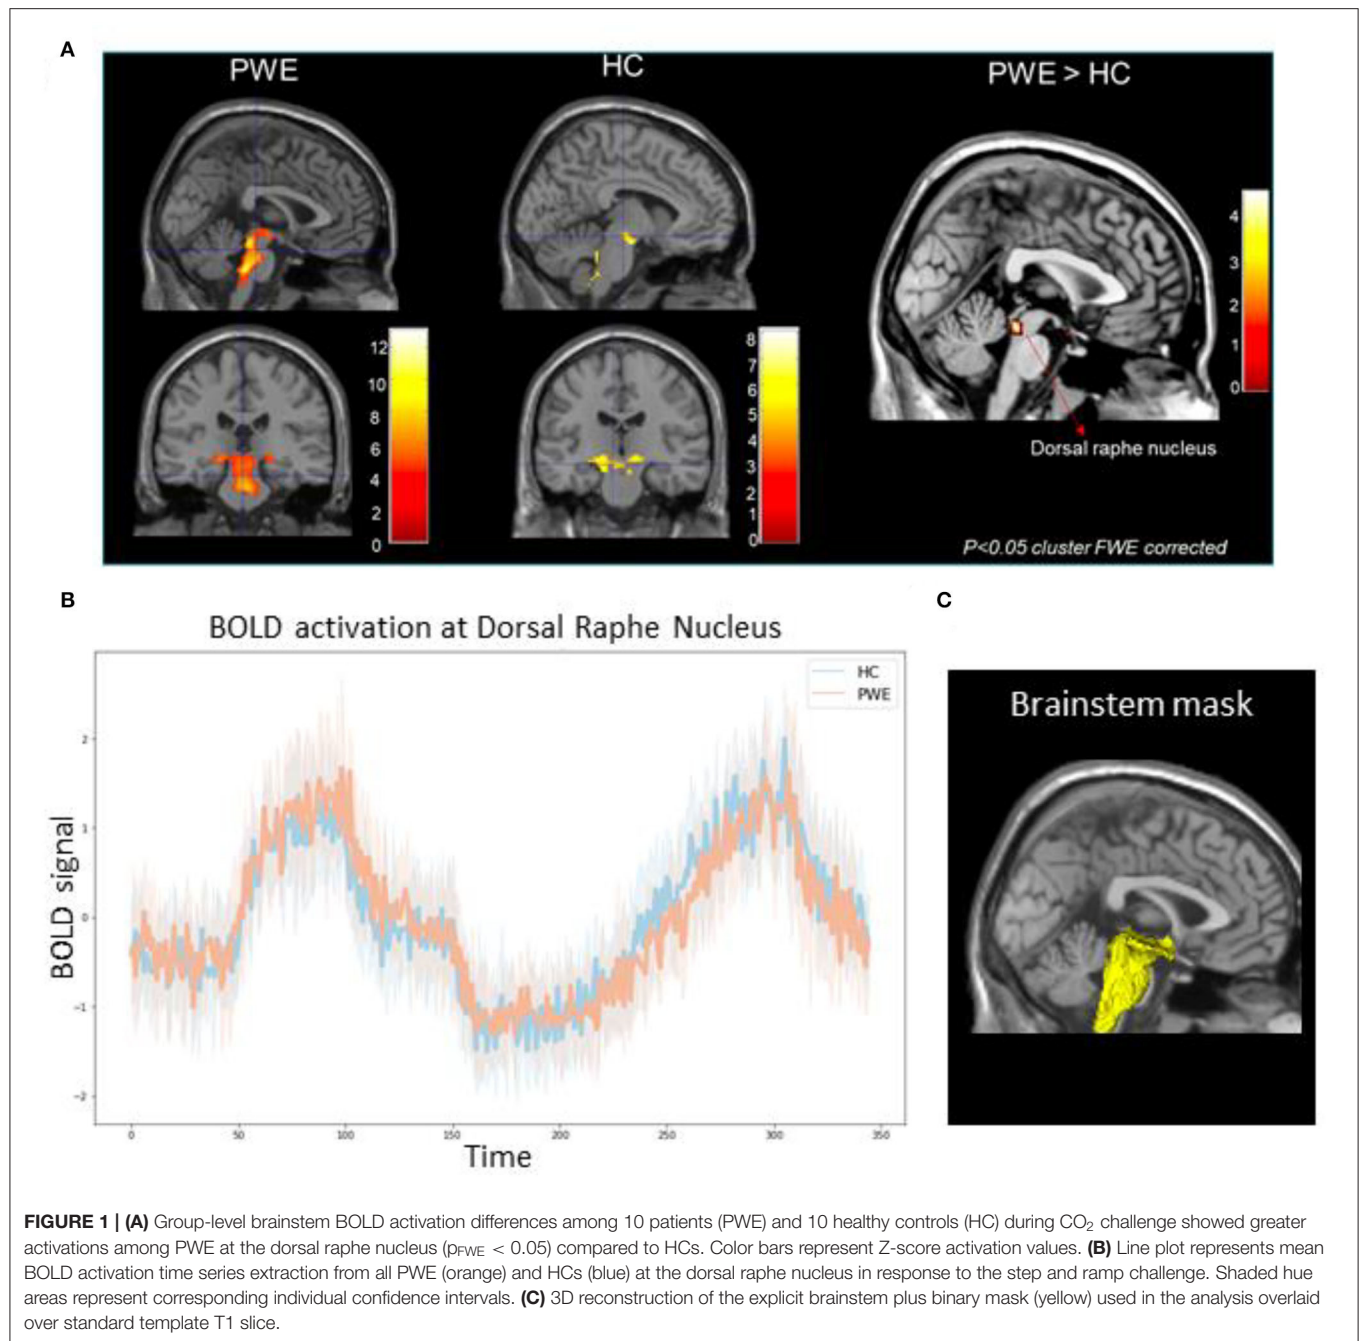 A
PWE
HC
PWE > HC
12
10
8
6
4
2
0
8
7
6
5
4
3
2
1
0
4
3
2
1
0
Dorsal raphe nucleus
P<0.05 cluster FWE corrected
B
BOLD activation at Dorsal Raphe Nucleus
HC
PWE
BOLD signal
2
1
0
−1
−2
0
50
100
150
200
250
300
350
Time
C
Brainstem mask
FIGURE 1 | (A) Group-level brainstem BOLD activation differences among 10 patients (PWE) and 10 healthy controls (HC) during CO₂ challenge showed greater
activations among PWE at the dorsal raphe nucleus (pFWE < 0.05) compared to HCs. Color bars represent Z-score activation values. (B) Line plot represents mean
BOLD activation time series extraction from all PWE (orange) and HCs (blue) at the dorsal raphe nucleus in response to the step and ramp challenge. Shaded hue
areas represent corresponding individual confidence intervals. (C) 3D reconstruction of the explicit brainstem plus binary mask (yellow) used in the analysis overlaid
over standard template T1 slice.